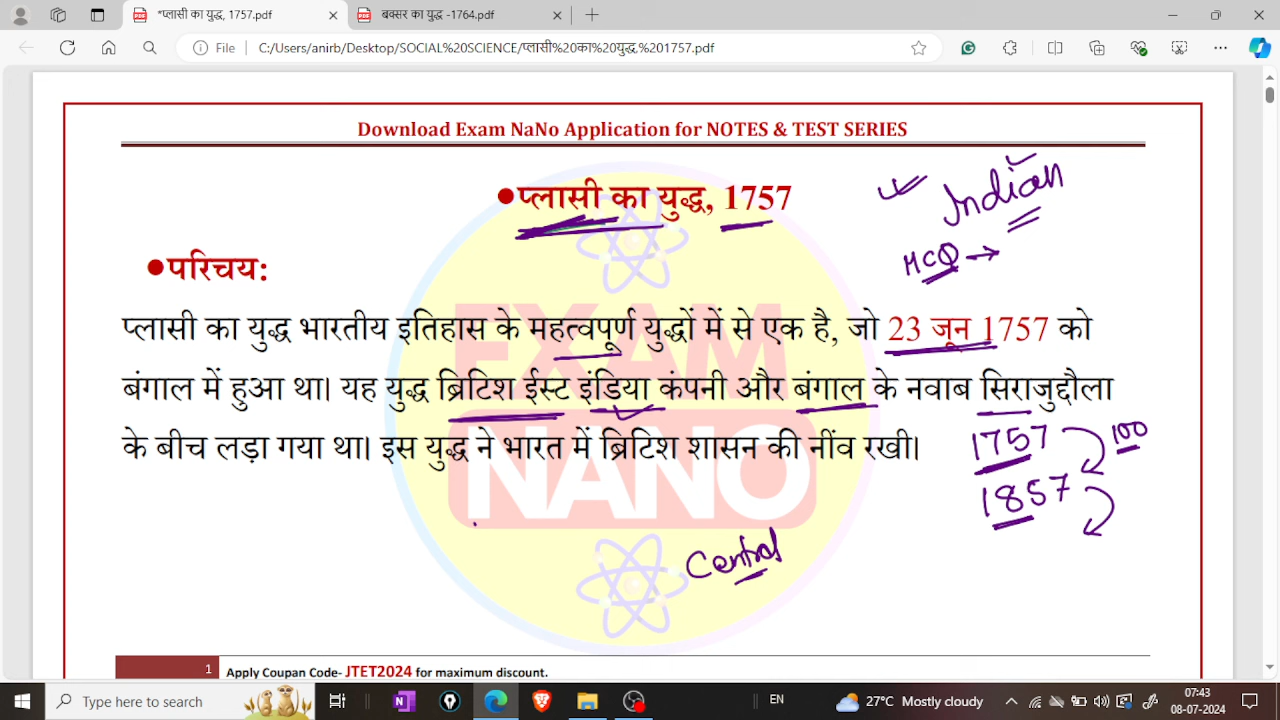 *प्लासी का युद्ध, 1757.pdf
बक्सर का युद्ध -1764.pdf
File
C:/Users/anirb/Desktop/SOCIAL%20SCIENCE/प्लासी%20का%20युद्ध,%201757.pdf
Download Exam NaNo Application for NOTES & TEST SERIES
•प्लासी का युद्ध, 1757
Indian
MCQ →
•परिचय:
प्लासी का युद्ध भारतीय इतिहास के महत्वपूर्ण युद्धों में से एक है, जो 23 जून 1757 को
बंगाल में हुआ था। यह युद्ध ब्रिटिश ईस्ट इंडिया कंपनी और बंगाल के नवाब सिराजुद्दौला
के बीच लड़ा गया था। इस युद्ध ने भारत में ब्रिटिश शासन की नींव रखी।
1757
100
1857
Central
EXAM
NANO
1 Apply Coupan Code- JTET2024 for maximum discount.
Type here to search
EN
27°C Mostly cloudy
07:43
08-07-2024